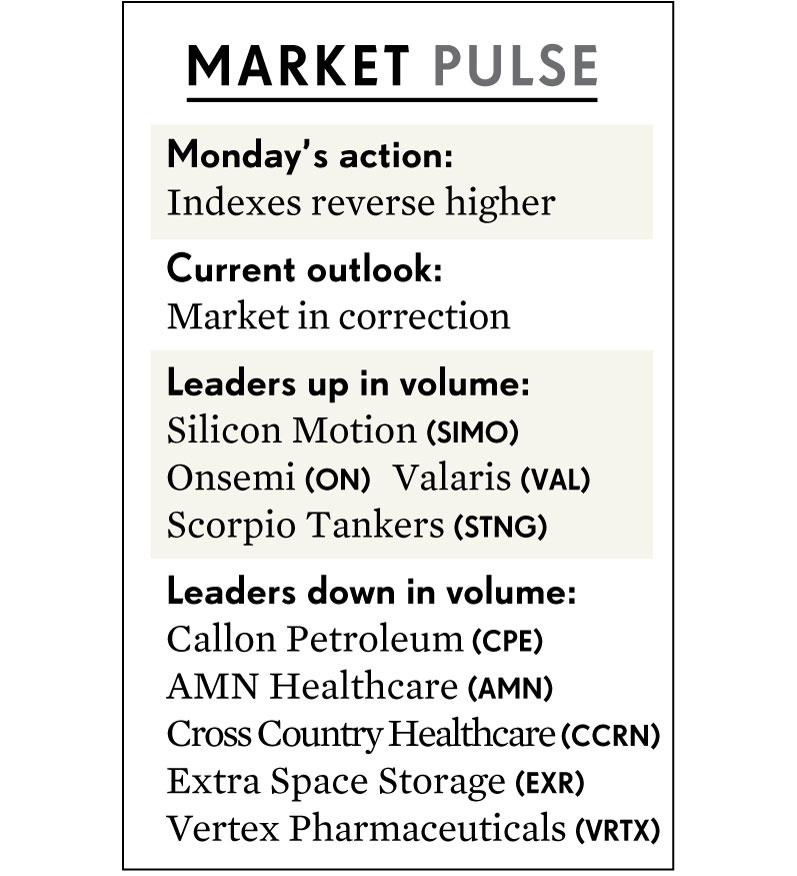 MARKET PULSE
Monday's action:
Indexes reverse higher
Current outlook:
Market in correction
Leaders up in volume:
Silicon Motion (SIMO)
Onsemi (ON) Valaris (VAL)
Scorpio Tankers (STNG)
Leaders down in volume:
Callon Petroleum (CPE)
AMN Healthcare (AMN)
Cross Country Healthcare (CCRN)
Extra Space Storage (EXR)
Vertex Pharmaceuticals (VRTX)